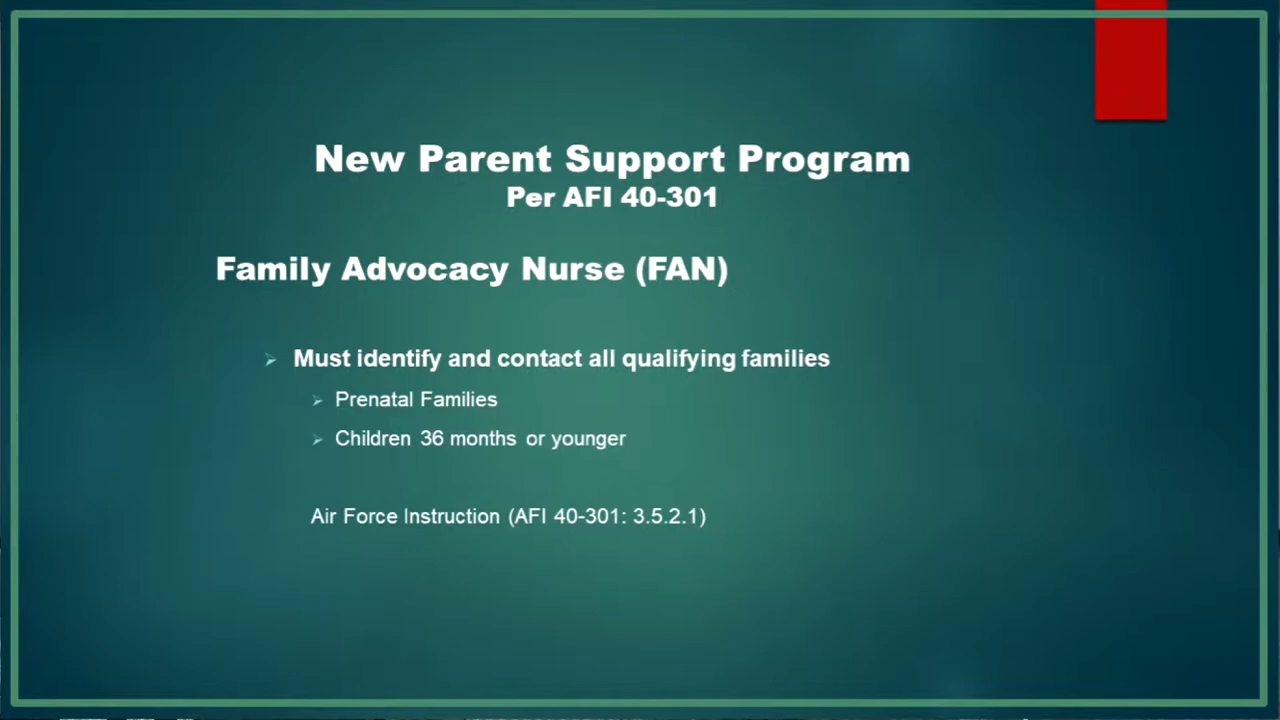 New Parent Support Program
Per AFI 40-301
Family Advocacy Nurse (FAN)
Must identify and contact all qualifying families
Prenatal Families
Children 36 months or younger
Air Force Instruction (AFI 40-301: 3.5.2.1)